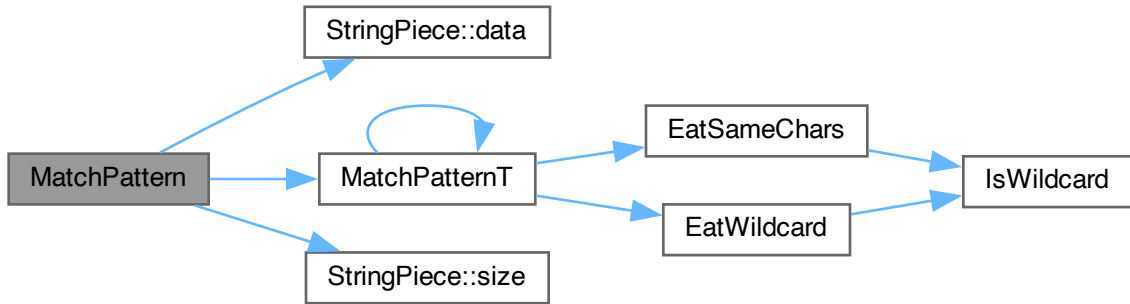 StringPiece::data
MatchPattern
MatchPatternT
StringPiece::size
EatSameChars
EatWildcard
IsWildcard